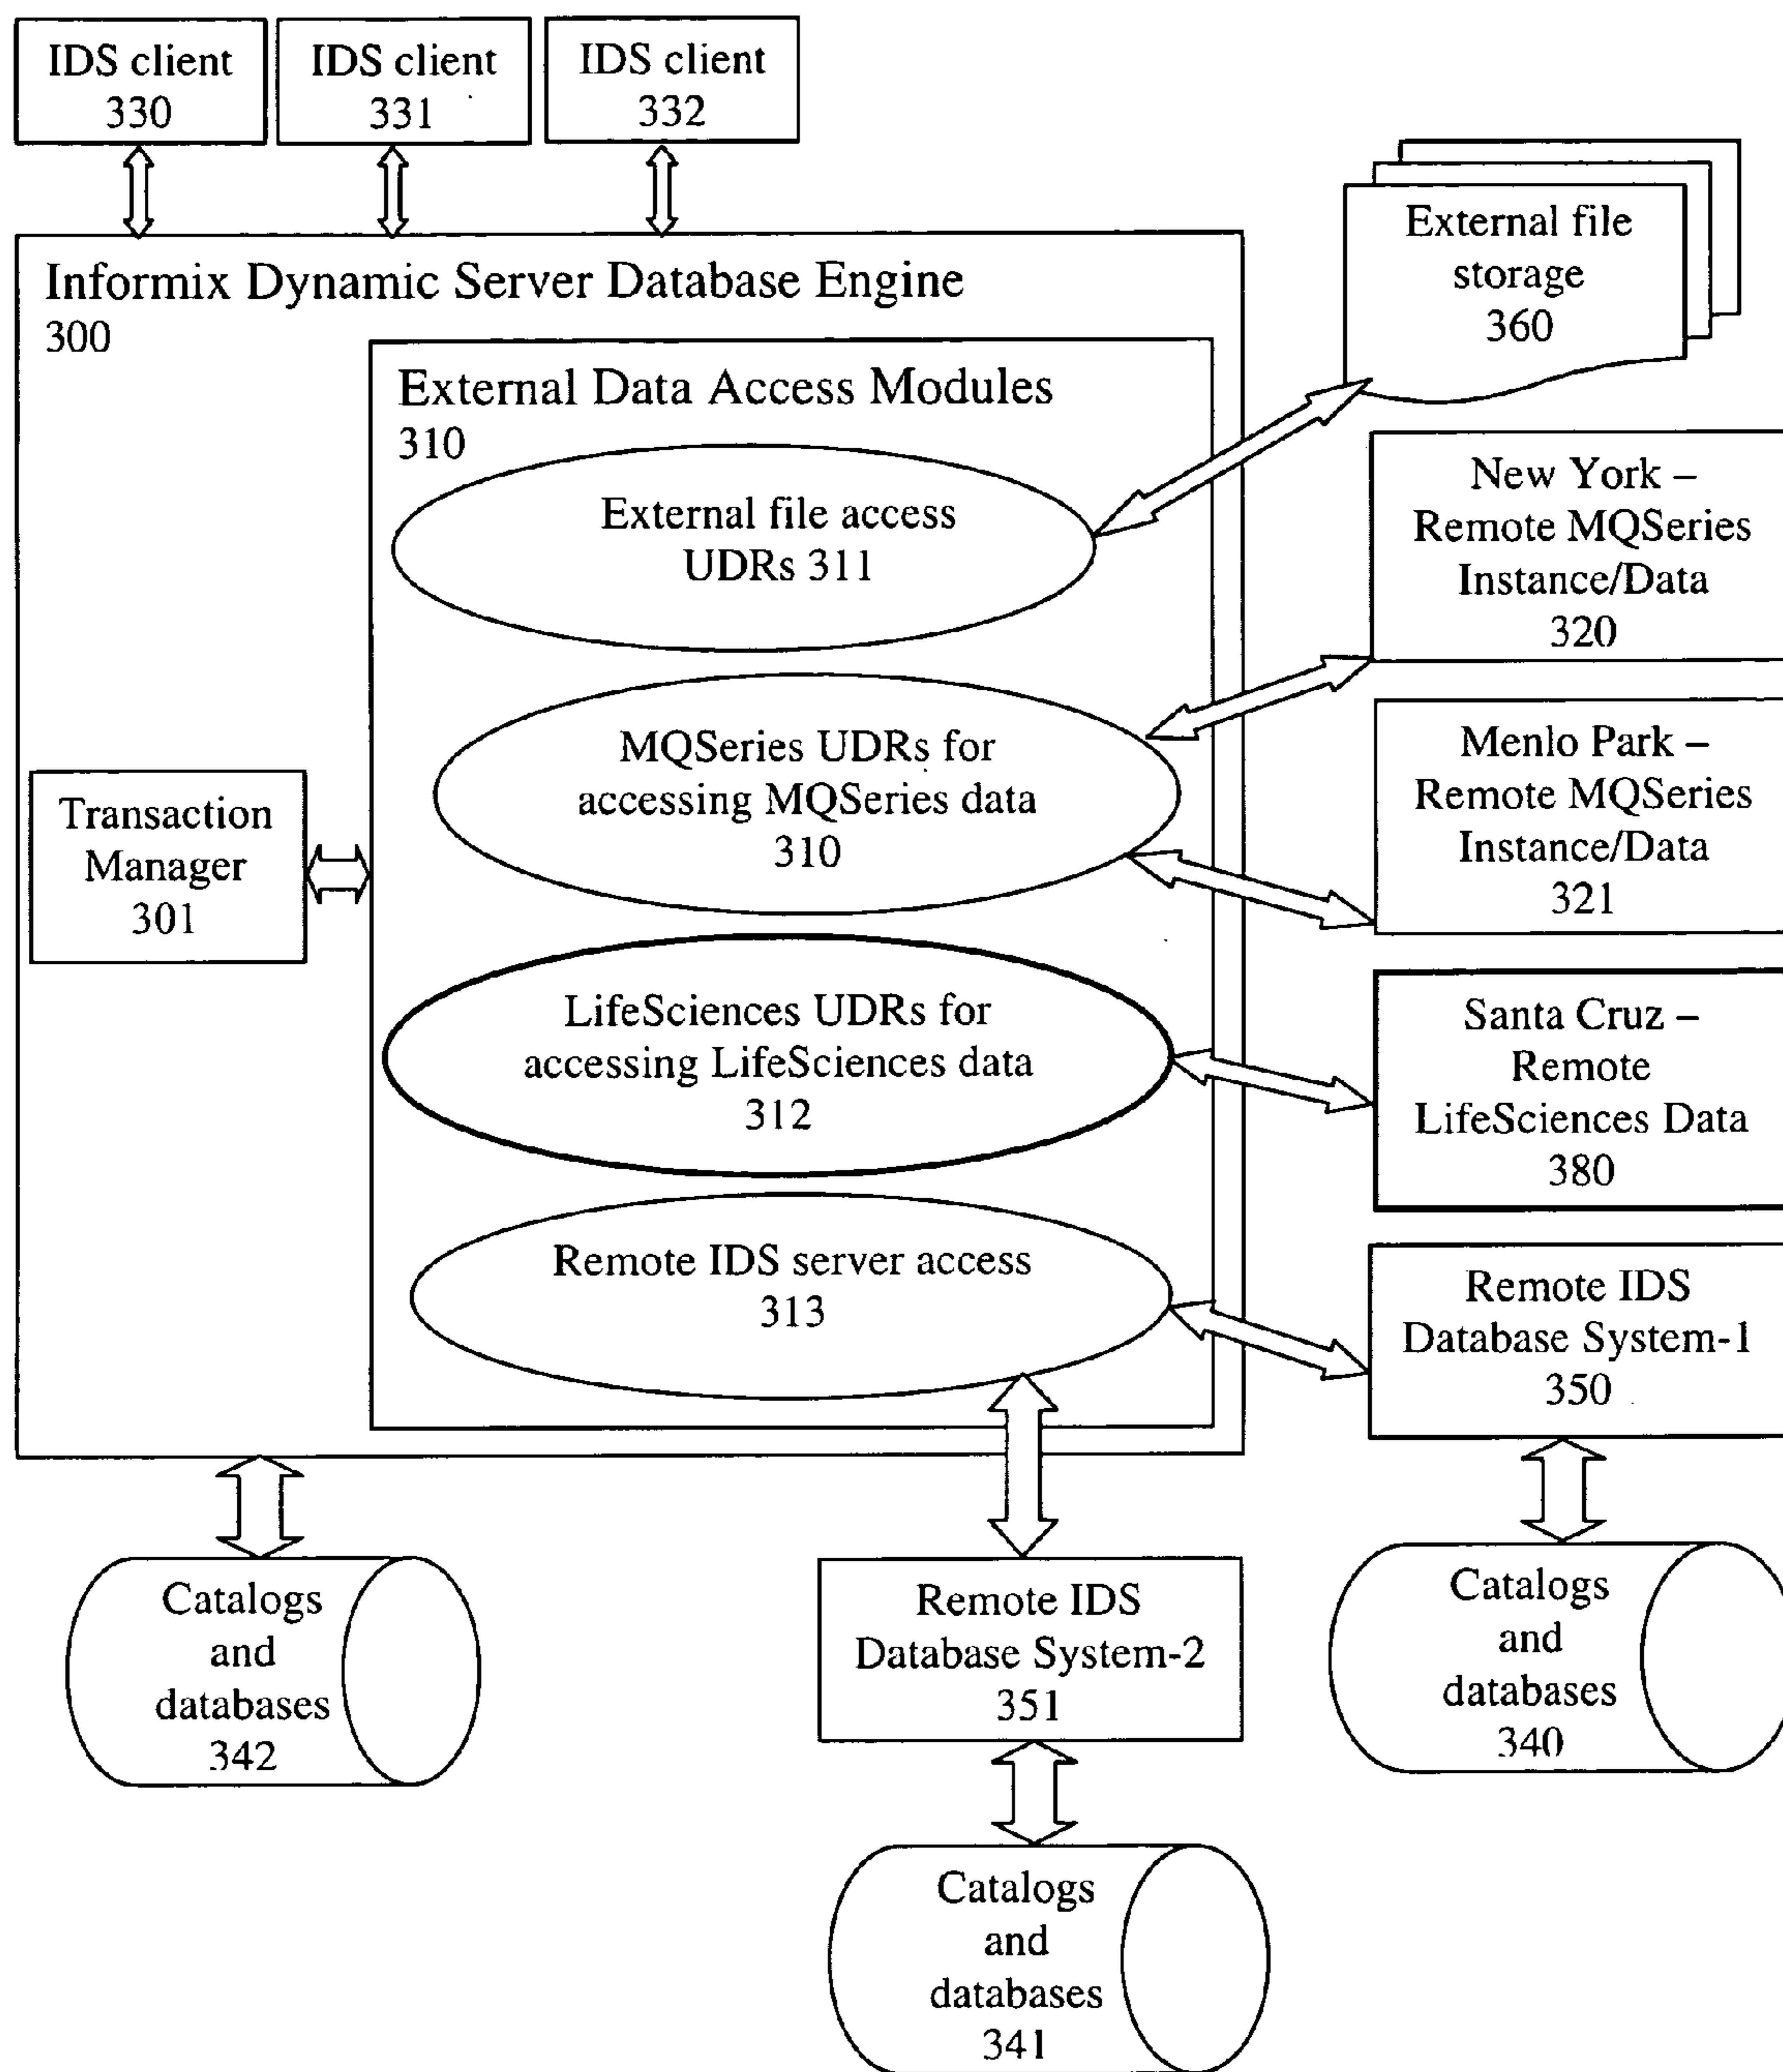 IDS client
330
IDS client
331
IDS client
332
Informix Dynamic Server Database Engine
300
External Data Access Modules
310
External file access
UDRs 311
MQSeries UDRs for
accessing MQSeries data
310
LifeSciences UDRs for
accessing LifeSciences data
312
Remote IDS server access
313
Transaction
Manager
301
External file
storage
360
New York –
Remote MQSeries
Instance/Data
320
Menlo Park –
Remote MQSeries
Instance/Data
321
Santa Cruz –
Remote
LifeSciences Data
380
Remote IDS
Database System-1
350
Catalogs
and
databases
342
Remote IDS
Database System-2
351
Catalogs
and
databases
340
Catalogs
and
databases
341